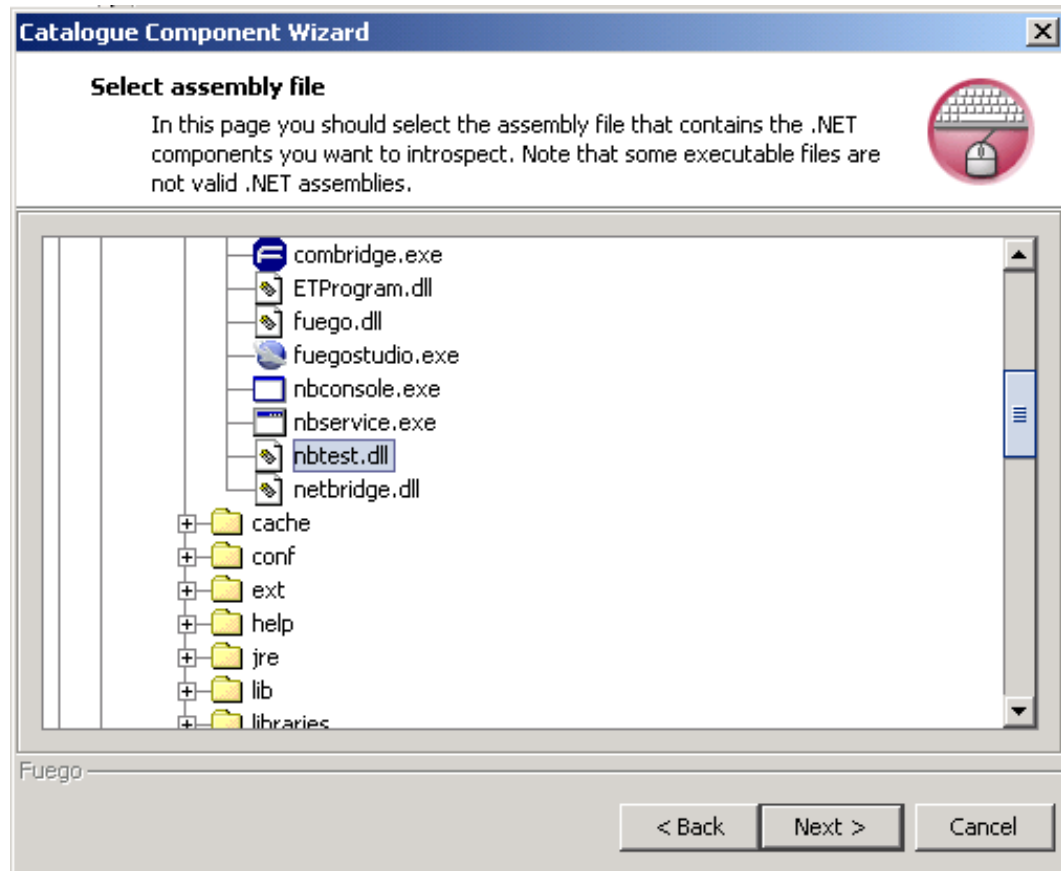 Catalogue Component Wizard
Select assembly file
In this page you should select the assembly file that contains the .NET
components you want to introspect. Note that some executable files are
not valid .NET assemblies.
combridge.exe
ETProgram.dll
fuego.dll
fuegostudio.exe
nbconsole.exe
nbservice.exe
nbtest.dll
netbridge.dll
cache
conf
ext
help
jre
lib
libraries
Fuego
< Back Next > Cancel